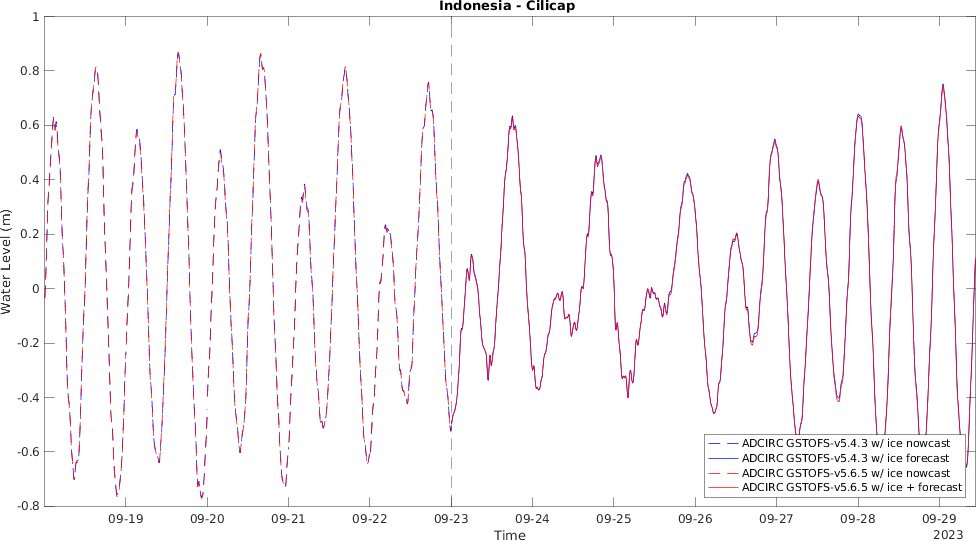 Indonesia - Cilicap
Water Level (m)
1
0.8
0.6
0.4
0.2
0
-0.2
-0.4
-0.6
-0.8
09-19 09-20 09-21 09-22 09-23 09-24 09-25 09-26 09-27 09-28 09-29
Time
2023
ADCIRC GSTOFS-v5.4.3 w/ ice nowcast
ADCIRC GSTOFS-v5.4.3 w/ ice forecast
ADCIRC GSTOFS-v5.6.5 w/ ice nowcast
ADCIRC GSTOFS-v5.6.5 w/ ice + forecast